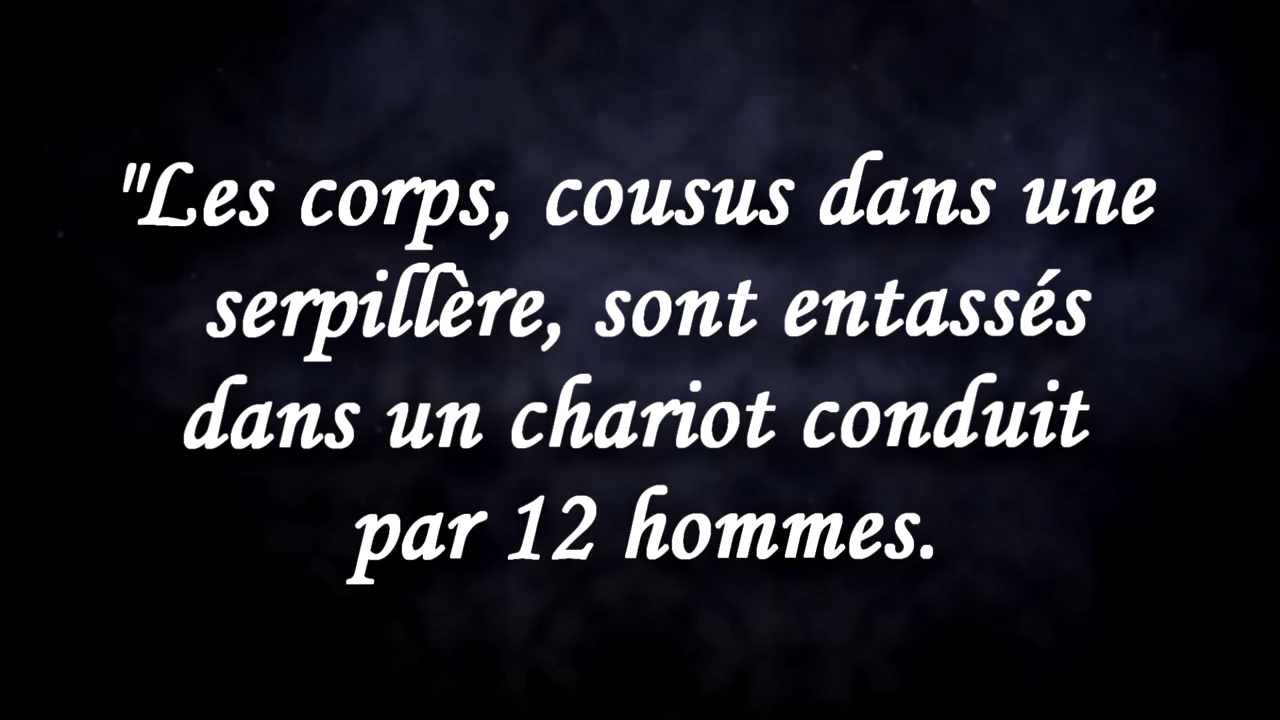 "Les corps, cousus dans une
serpillère, sont entassés
dans un chariot conduit
par 12 hommes.